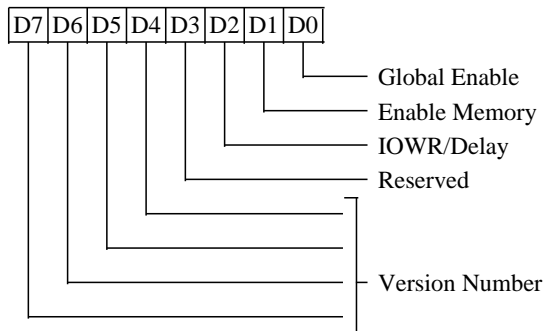 D7 D6 D5 D4 D3 D2 D1 D0
Global Enable
Enable Memory
IOWR/Delay
Reserved
Version Number